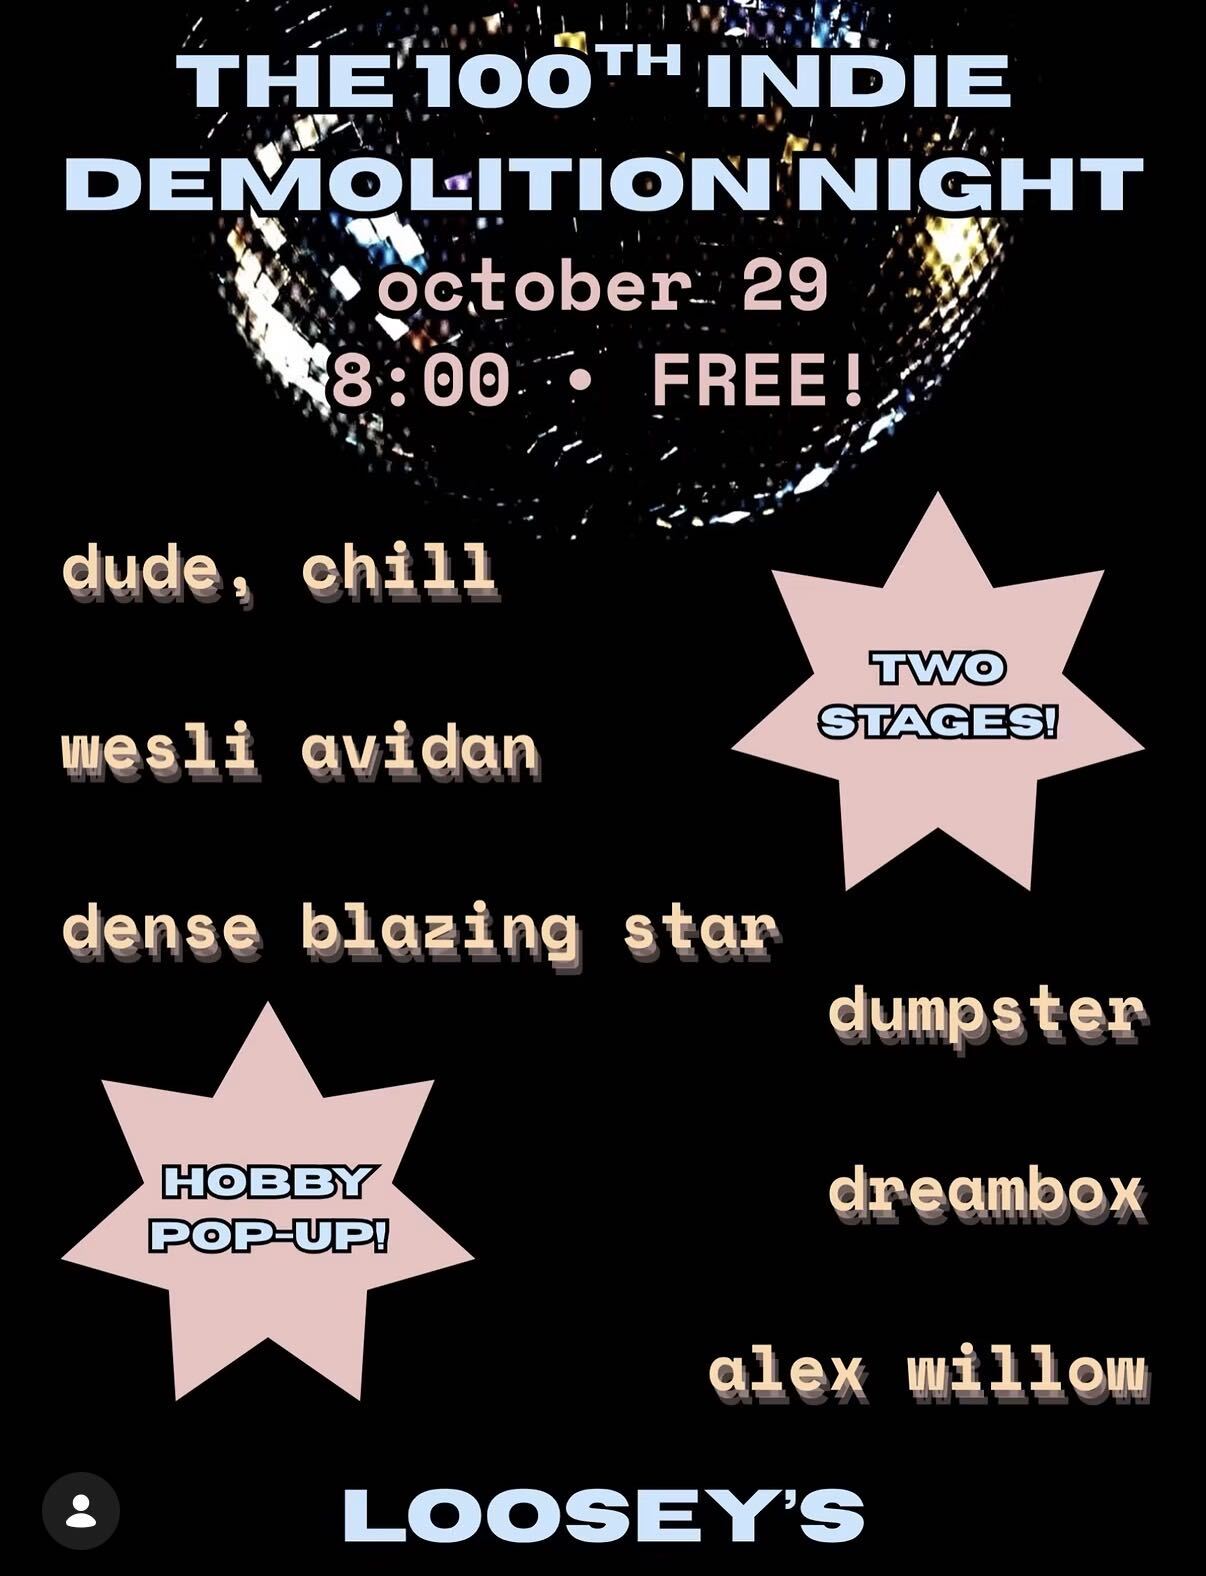 THE 100TH INDIE
DEMOLITION NIGHT
october 29
8:00 • FREE!
dude, chill
TWO
STAGES!
wesli avidan
dense blazing star
dumpster
HOBBY
POP-UP!
dreambox
alex willow
LOOSEY'S